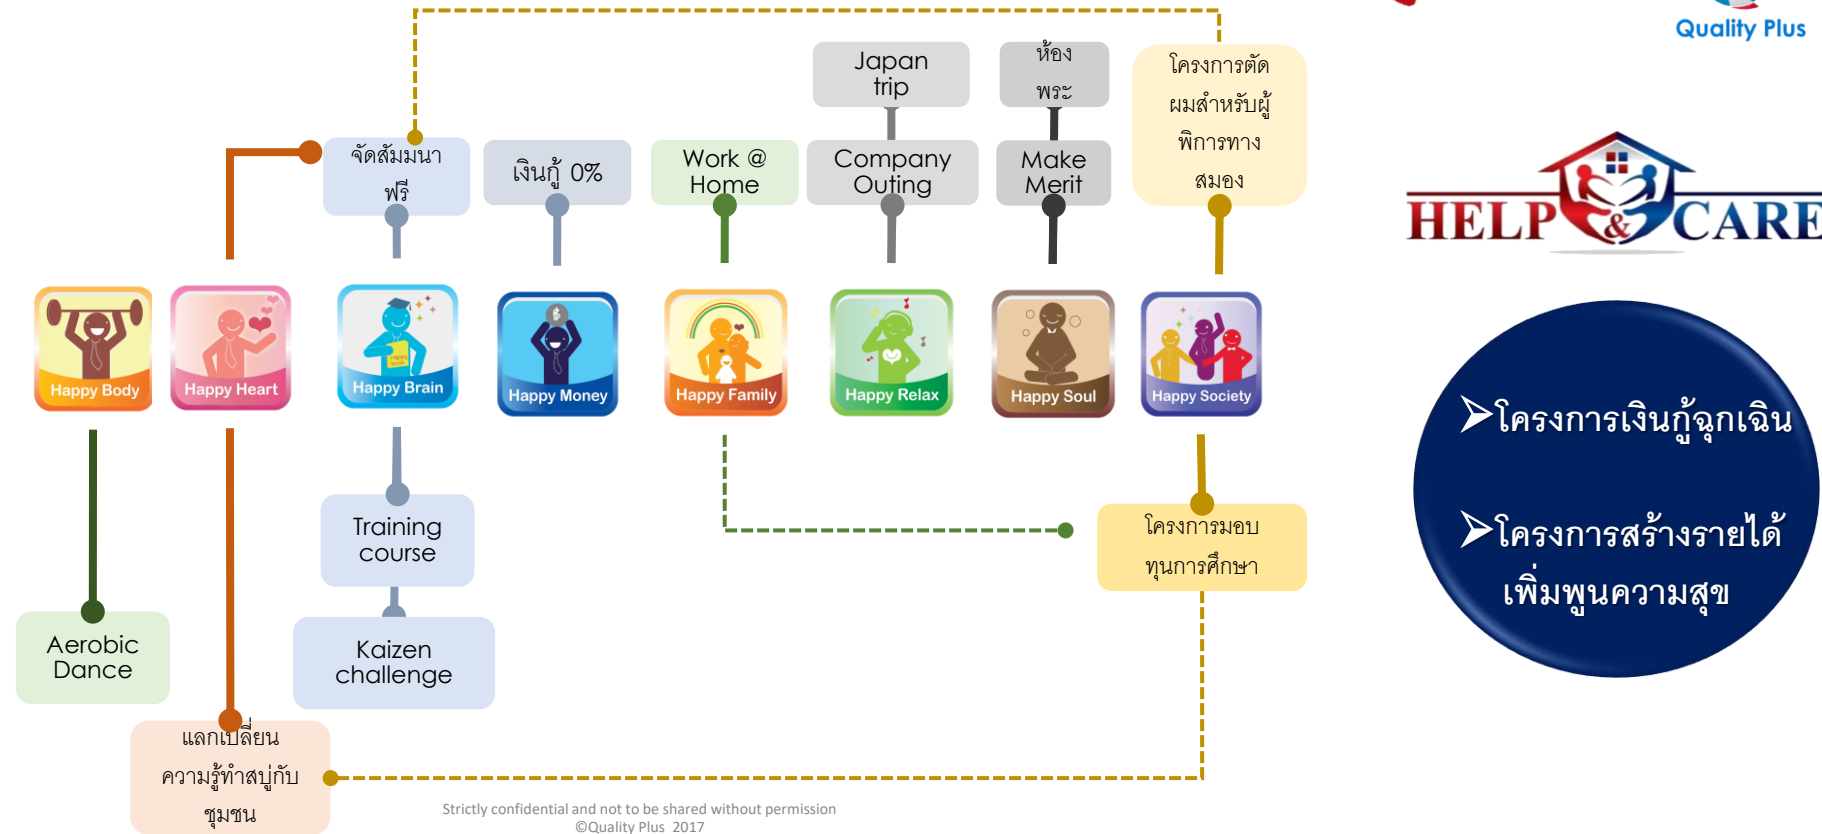 Quality Plus
Japan
trip
ห้อง
พระ
โครงการตัด
ผมสำหรับผู้
พิการทาง
สมอง
จัดสัมมนา
ฟรี
เงินกู้ 0%
Work @
Home
Company
Outing
Make
Merit
HELP & CARE
Happy Body
Happy Heart
Happy Brain
Happy Money
Happy Family
Happy Relax
Happy Soul
Happy Society
➢โครงการเงินกู้ฉุกเฉิน
➢โครงการสร้างรายได้
เพิ่มพูนความสุข
Training
course
โครงการมอบ
ทุนการศึกษา
Aerobic
Dance
Kaizen
challenge
แลกเปลี่ยน
ความรู้ทำสบู่กับ
ชุมชน
Strictly confidential and not to be shared without permission
©Quality Plus 2017